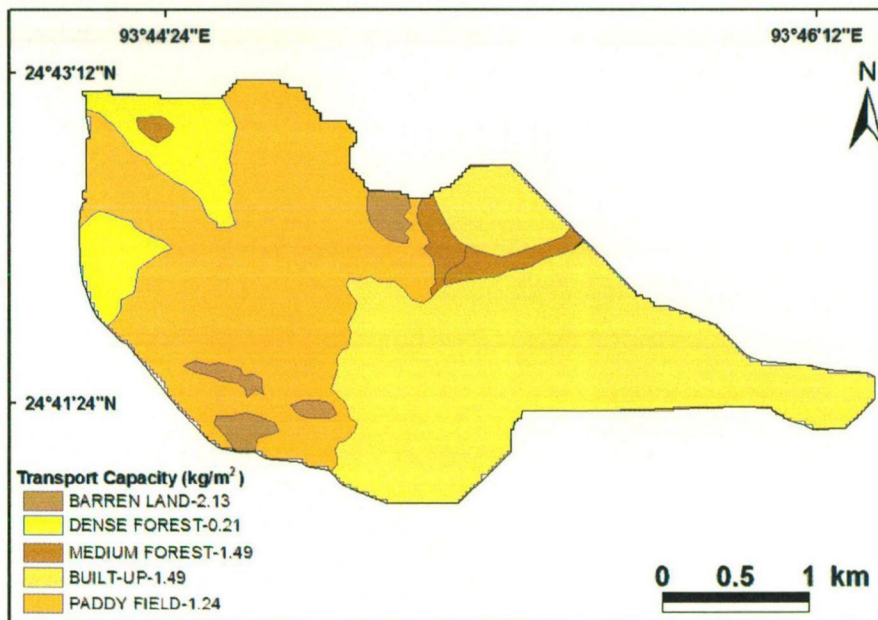 93°44'24"E 93°46'12"E
24°43'12"N
N
24°41'24"N
Transport Capacity (kg/m²)
BARREN LAND-2.13
DENSE FOREST-0.21
MEDIUM FOREST-1.49
BUILT-UP-1.49
PADDY FIELD-1.24
0 0.5 1 km